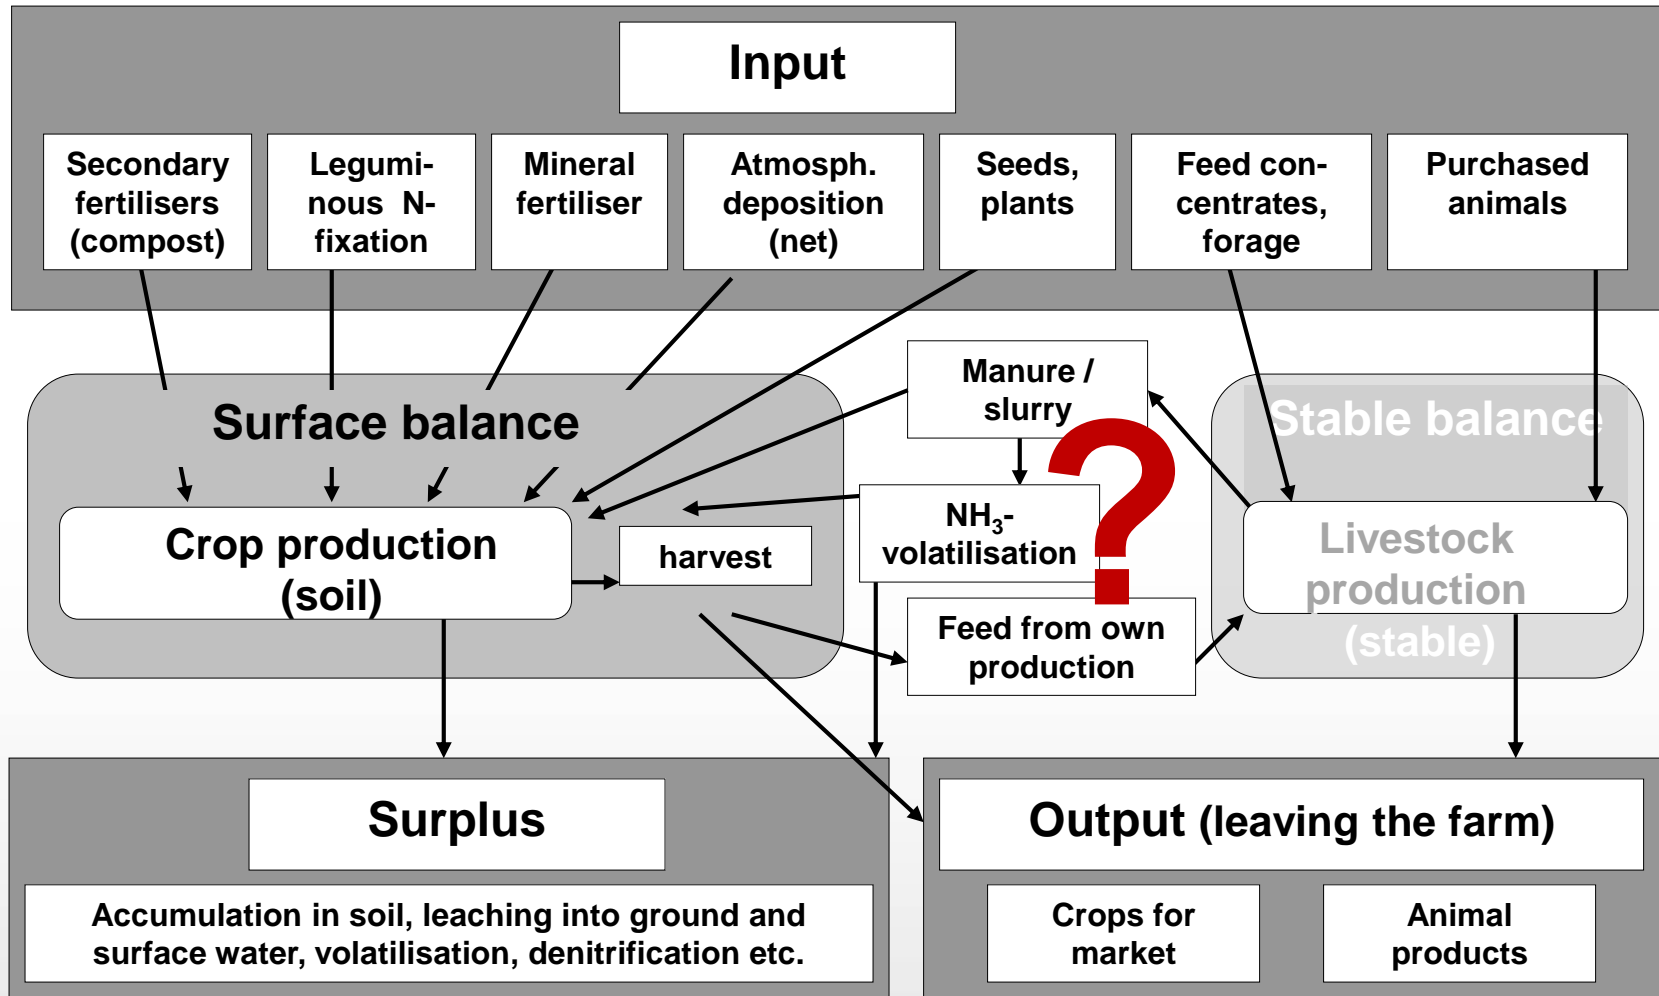 Input
Secondary
fertilisers
(compost)
Legumi-
nous N-
fixation
Mineral
fertiliser
Atmosph.
deposition
(net)
Seeds,
plants
Feed con-
centrates,
forage
Purchased
animals
Surface balance
Manure /
slurry
Stable balance
Crop production
(soil)
harvest
NH₃-
volatilisation
?
Livestock
production
(stable)
Feed from own
production
Surplus
Accumulation in soil, leaching into ground and
surface water, volatilisation, denitrification etc.
Output (leaving the farm)
Crops for
market
Animal
products